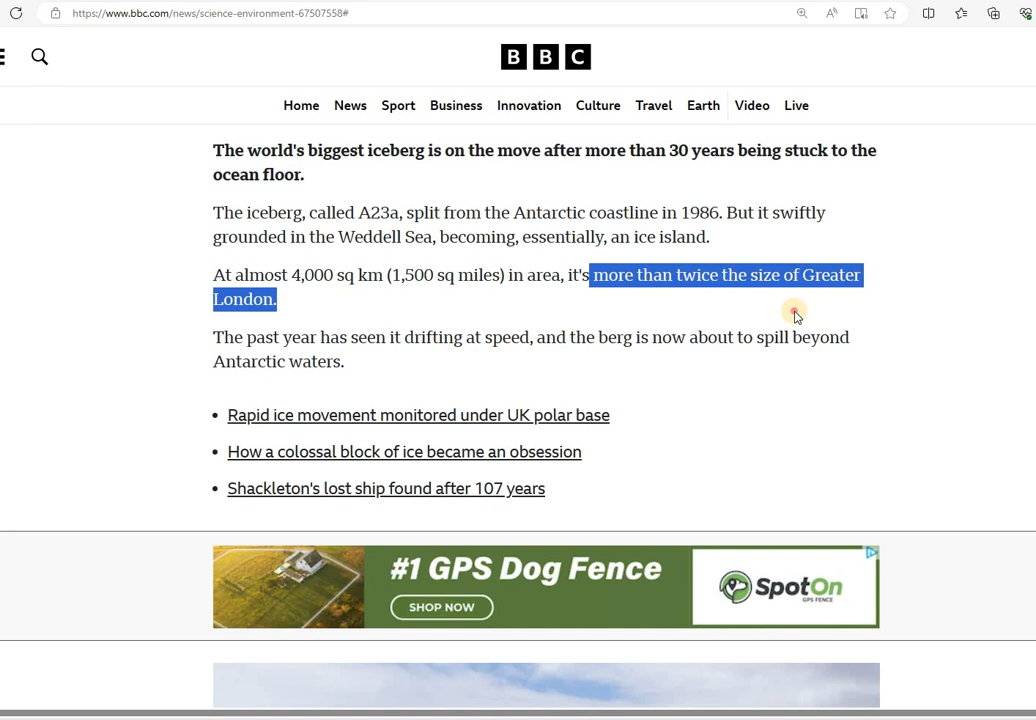 https://www.bbc.com/news/science-environment-67507558#
BBC
Home News Sport Business Innovation Culture Travel Earth Video Live
The world's biggest iceberg is on the move after more than 30 years being stuck to the
ocean floor.
The iceberg, called A23a, split from the Antarctic coastline in 1986. But it swiftly
grounded in the Weddell Sea, becoming, essentially, an ice island.
At almost 4,000 sq km (1,500 sq miles) in area, it's more than twice the size of Greater
London.
The past year has seen it drifting at speed, and the berg is now about to spill beyond
Antarctic waters.
• Rapid ice movement monitored under UK polar base
• How a colossal block of ice became an obsession
• Shackleton's lost ship found after 107 years
#1 GPS Dog Fence
SHOP NOW
SpotOn
GPS FENCE